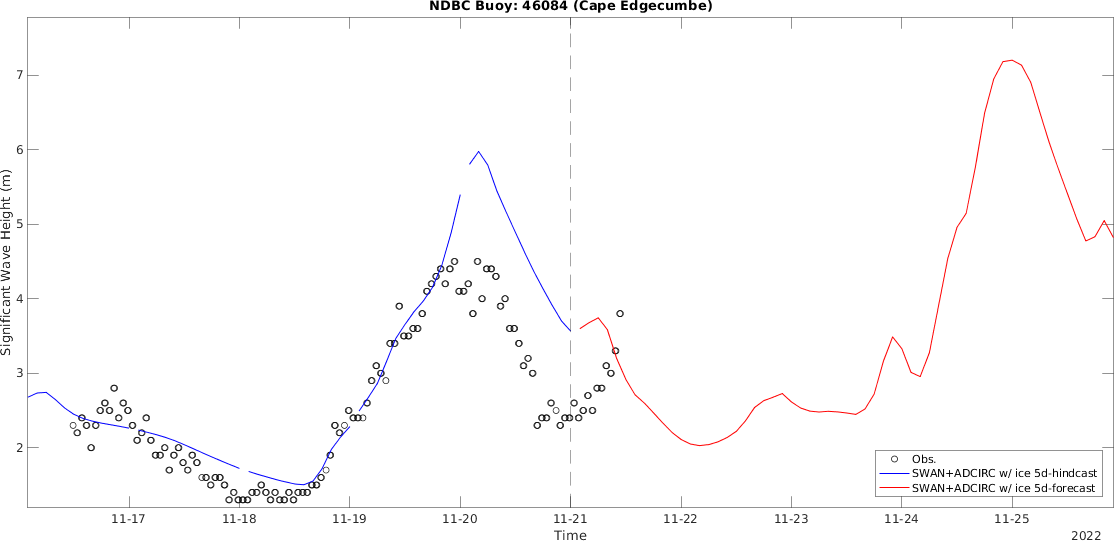 NDBC Buoy: 46084 (Cape Edgecumbe)
Significant Wave Height (m)
7
6
5
4
3
2
Obs.
SWAN+ADCIRC w/ ice 5d-hindcast
SWAN+ADCIRC w/ ice 5d-forecast
11-17 11-18 11-19 11-20 11-21 11-22 11-23 11-24 11-25
Time
2022